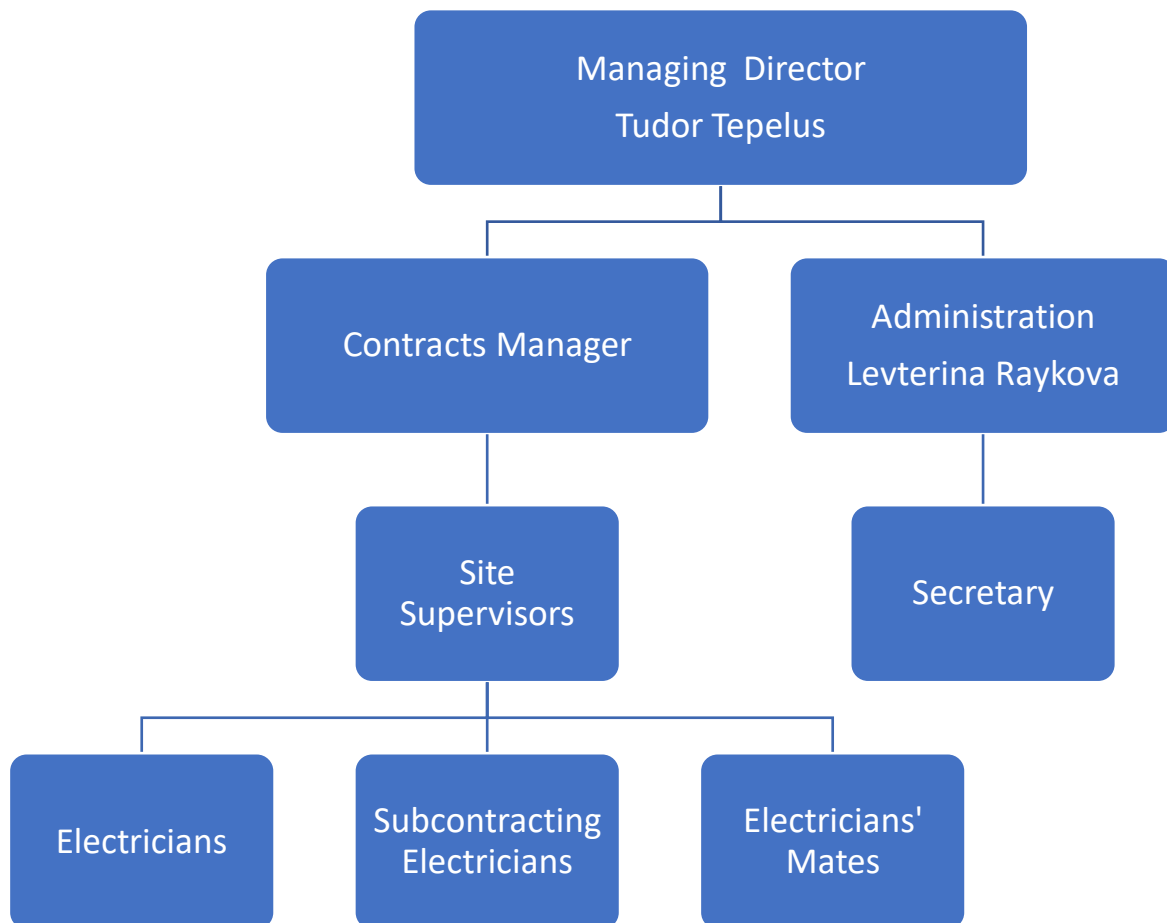 Managing Director
Tudor Tepelus
Contracts Manager
Administration
Levterina Raykova
Site
Supervisors
Secretary
Electricians
Subcontracting
Electricians
Electricians'
Mates